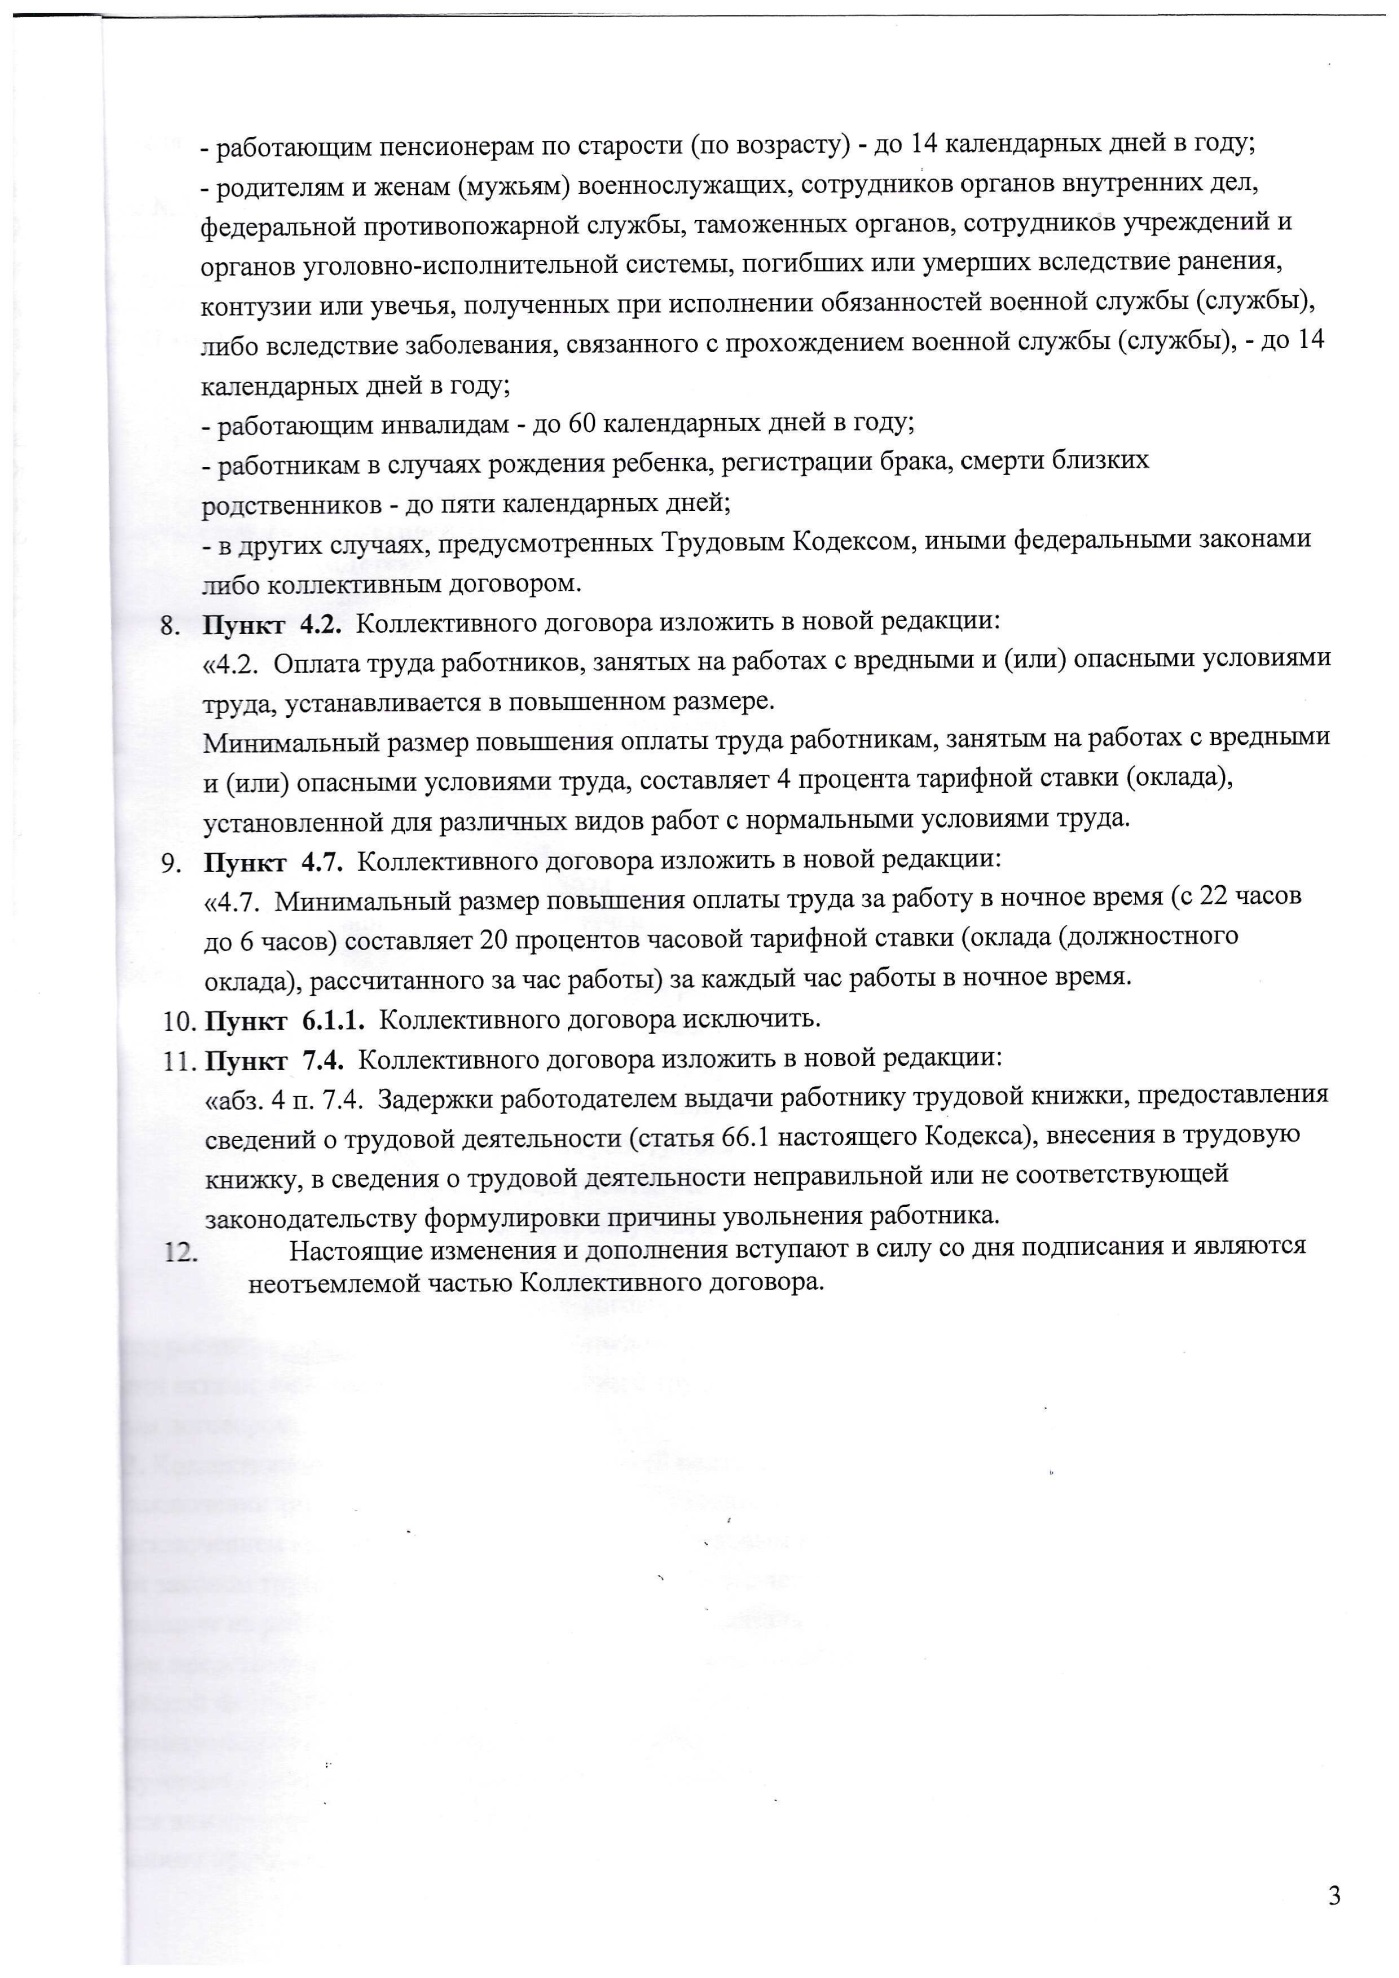 - работающим пенсионерам по старости (по возрасту) - до 14 календарных дней в году;
- родителям и женам (мужьям) военнослужащих, сотрудников органов внутренних дел,
федеральной противопожарной службы, таможенных органов, сотрудников учреждений и
органов уголовно-исполнительной системы, погибших или умерших вследствие ранения,
контузии или увечья, полученных при исполнении обязанностей военной службы (службы),
либо вследствие заболевания, связанного с прохождением военной службы (службы), - до 14
календарных дней в году;
- работающим инвалидам - до 60 календарных дней в году;
- работникам в случаях рождения ребенка, регистрации брака, смерти близких
родственников - до пяти календарных дней;
- в других случаях, предусмотренных Трудовым Кодексом, иными федеральными законами
либо коллективным договором.
8. Пункт 4.2. Коллективного договора изложить в новой редакции:
«4.2. Оплата труда работников, занятых на работах с вредными и (или) опасными условиями
труда, устанавливается в повышенном размере.
Минимальный размер повышения оплаты труда работникам, занятым на работах с вредными
и (или) опасными условиями труда, составляет 4 процента тарифной ставки (оклада),
установленной для различных видов работ с нормальными условиями труда.
9. Пункт 4.7. Коллективного договора изложить в новой редакции:
«4.7. Минимальный размер повышения оплаты труда за работу в ночное время (с 22 часов
до 6 часов) составляет 20 процентов часовой тарифной ставки (оклада (должностного
оклада), рассчитанного за час работы) за каждый час работы в ночное время.
10. Пункт 6.1.1. Коллективного договора исключить.
11. Пункт 7.4. Коллективного договора изложить в новой редакции:
«абз. 4 п. 7.4. Задержки работодателем выдачи работнику трудовой книжки, предоставления
сведений о трудовой деятельности (статья 66.1 настоящего Кодекса), внесения в трудовую
книжку, в сведения о трудовой деятельности неправильной или не соответствующей
законодательству формулировки причины увольнения работника.
12. Настоящие изменения и дополнения вступают в силу со дня подписания и являются
неотъемлемой частью Коллективного договора.
3